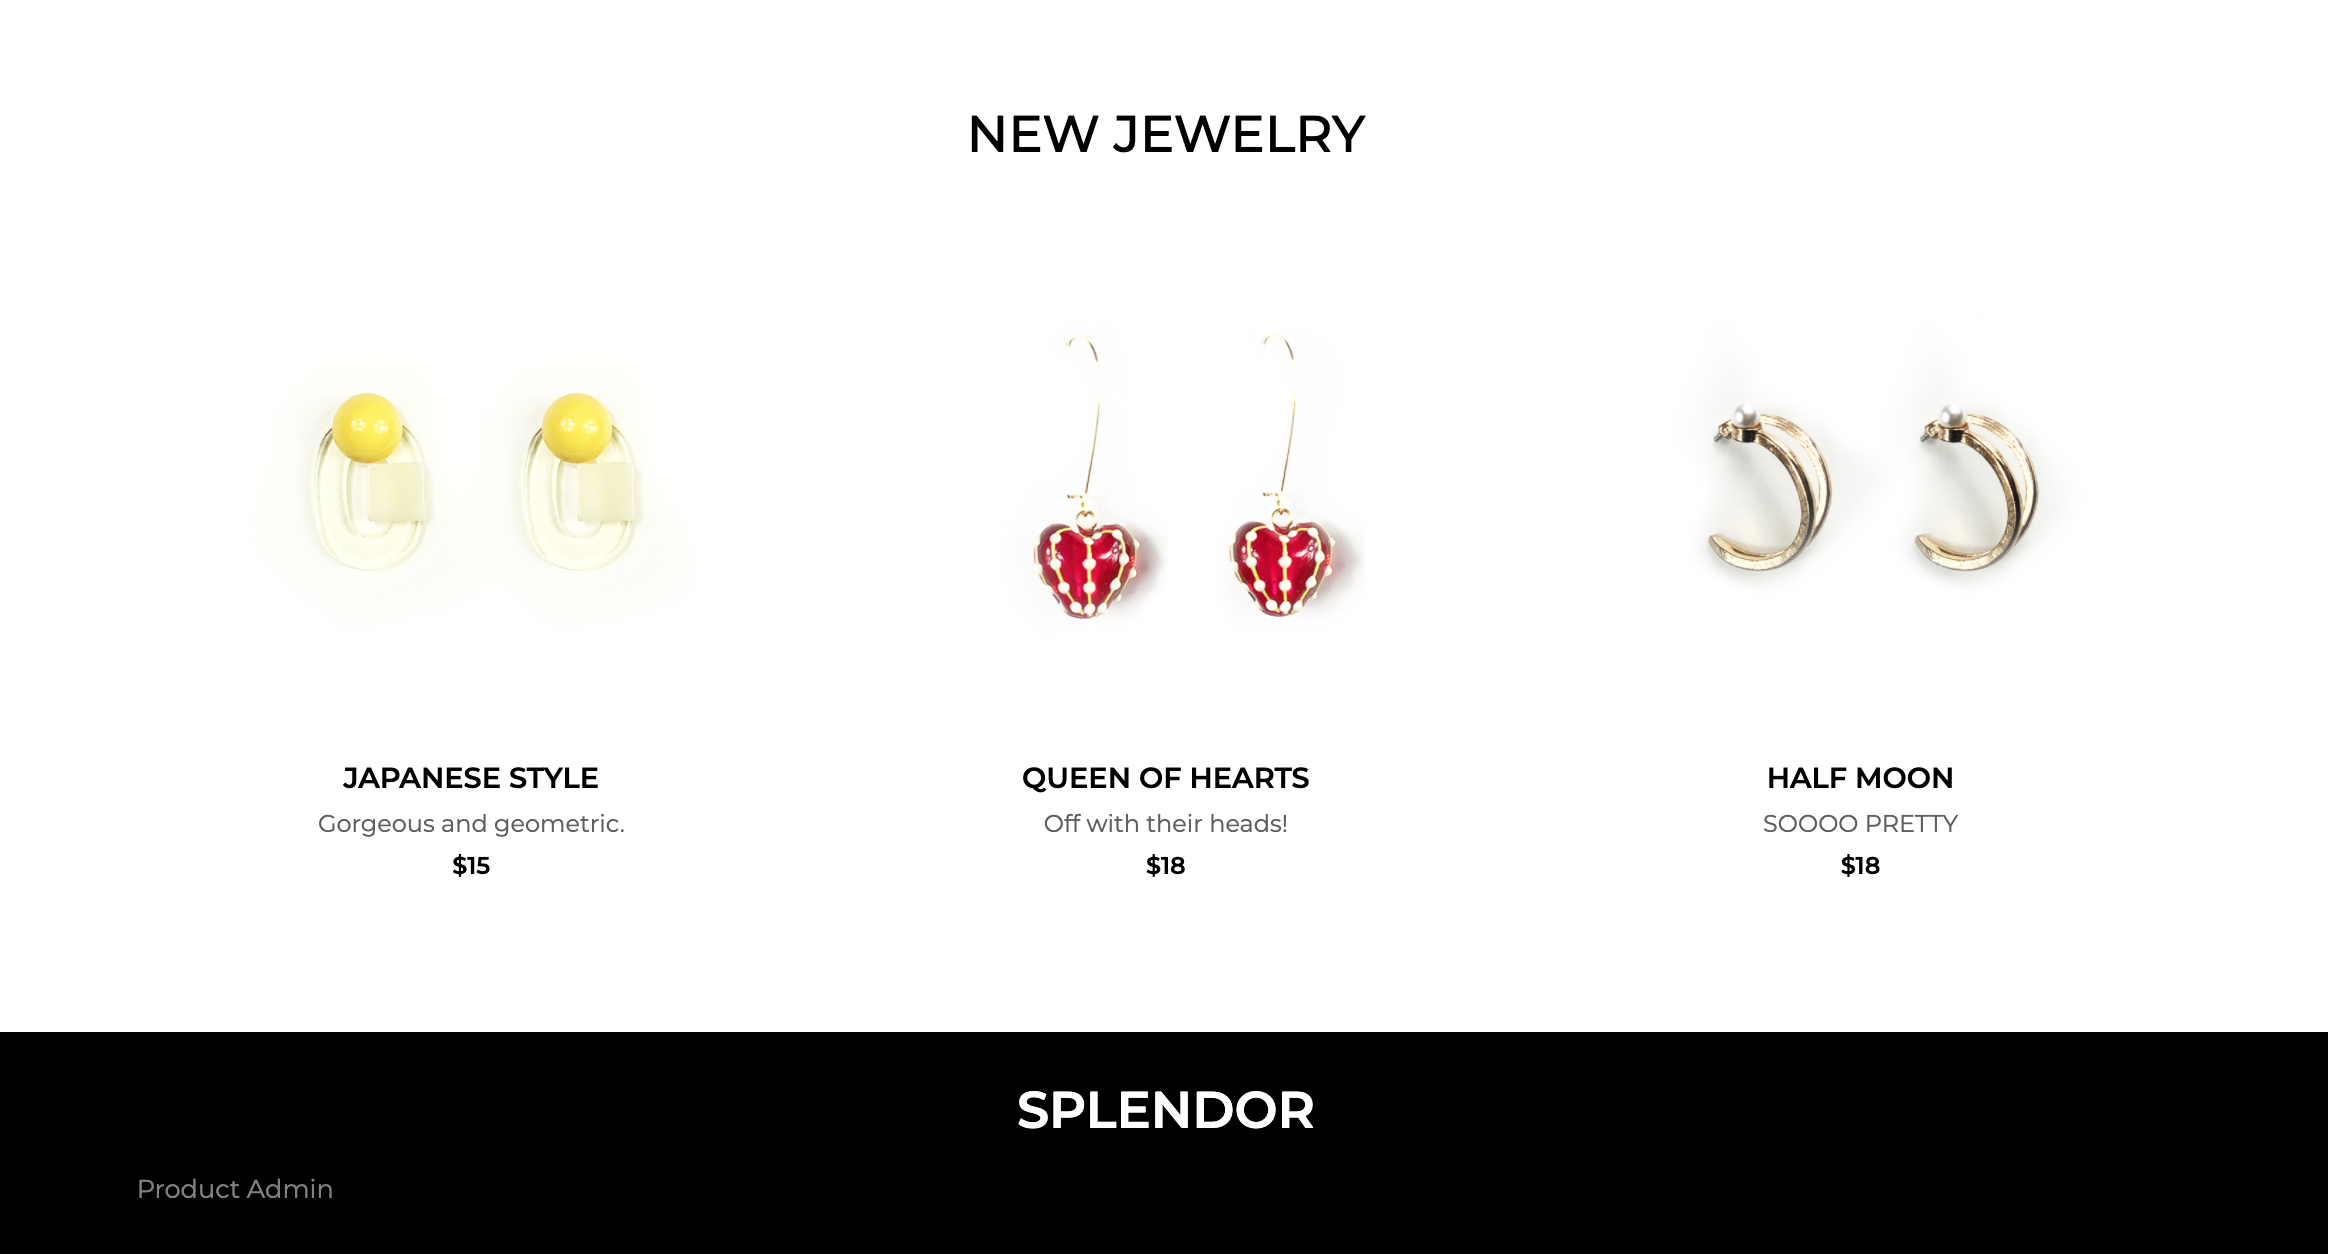 NEW JEWELRY
JAPANESE STYLE
Gorgeous and geometric.
$15
QUEEN OF HEARTS
Off with their heads!
$18
HALF MOON
SOOOO PRETTY
$18
SPLENDOR
Product Admin